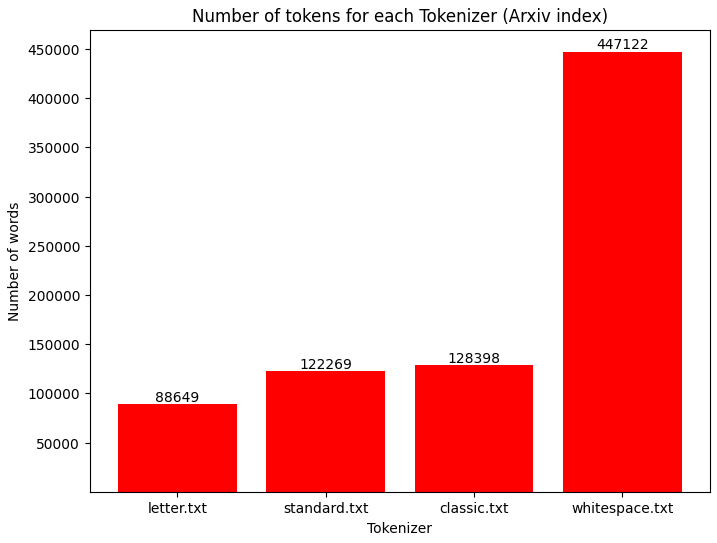 Number of tokens for each Tokenizer (Arxiv index)
Number of words
450000
400000
350000
300000
250000
200000
150000
100000
50000
88649
122269
128398
447122
letter.txt
standard.txt
classic.txt
whitespace.txt
Tokenizer